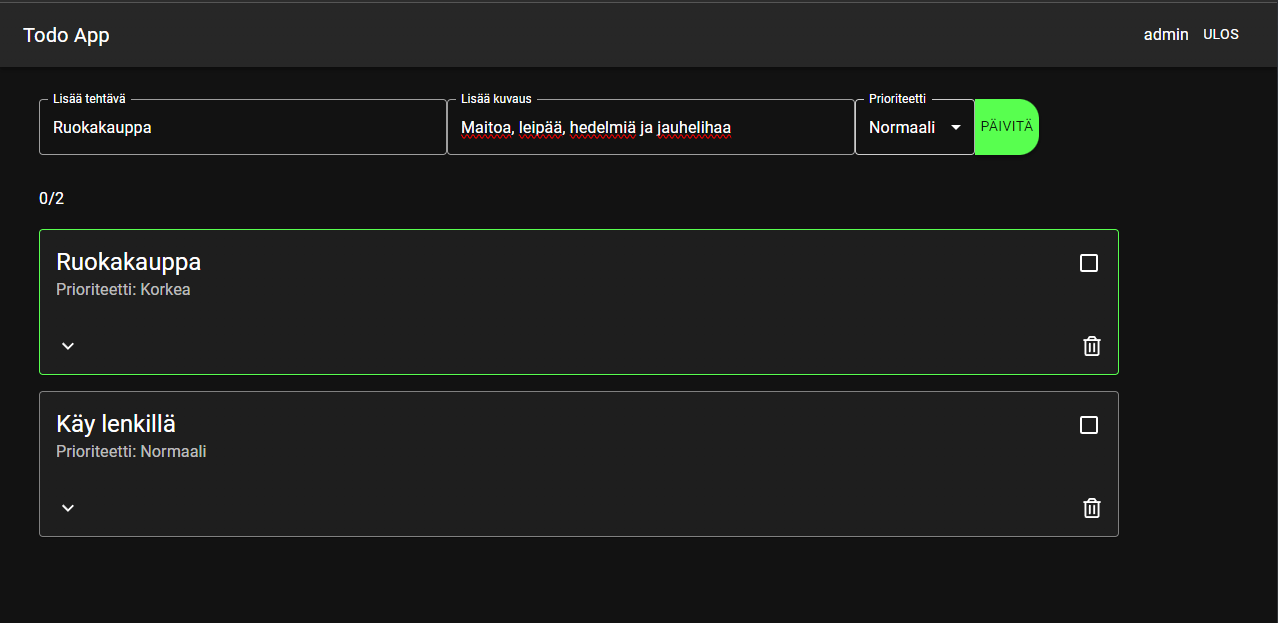 Todo App
admin ULOS
Lisää tehtävä
Ruokakauppa
Lisää kuvaus
Maitoa, leipää, hedelmiä ja jauhelihaa
Prioriteetti
Normaali
PÄIVITÄ
0/2
Ruokakauppa
Prioriteetti: Korkea
Käy lenkillä
Prioriteetti: Normaali